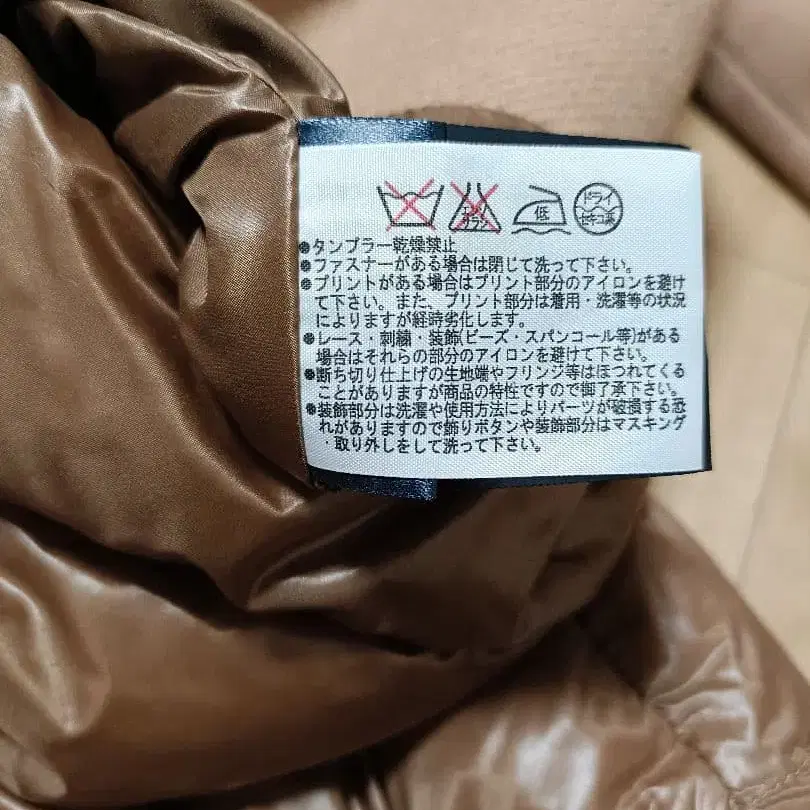 エンソ
サラシ
低
ドライ
セキユ系
●タンブラー乾燥禁止
●ファスナーがある場合は閉じて洗って下さい。
●プリントがある場合はプリント部分のアイロンを避け
て下さい。また、プリント部分は着用・洗濯等の状況
によりますが経時劣化します。
●レース・刺繍・装飾(ビーズ・スパンコール等)がある
場合はそれらの部分のアイロンを避けて下さい。
●断ち切り仕上げの生地端やフリンジ等はほつれてくる
ことがありますが商品の特性ですので御了承下さい。
●装飾部分は洗濯や使用方法によりパーツが破損する恐
れがありますので飾りボタンや装飾部分はマスキング
・取り外しをして洗って下さい。